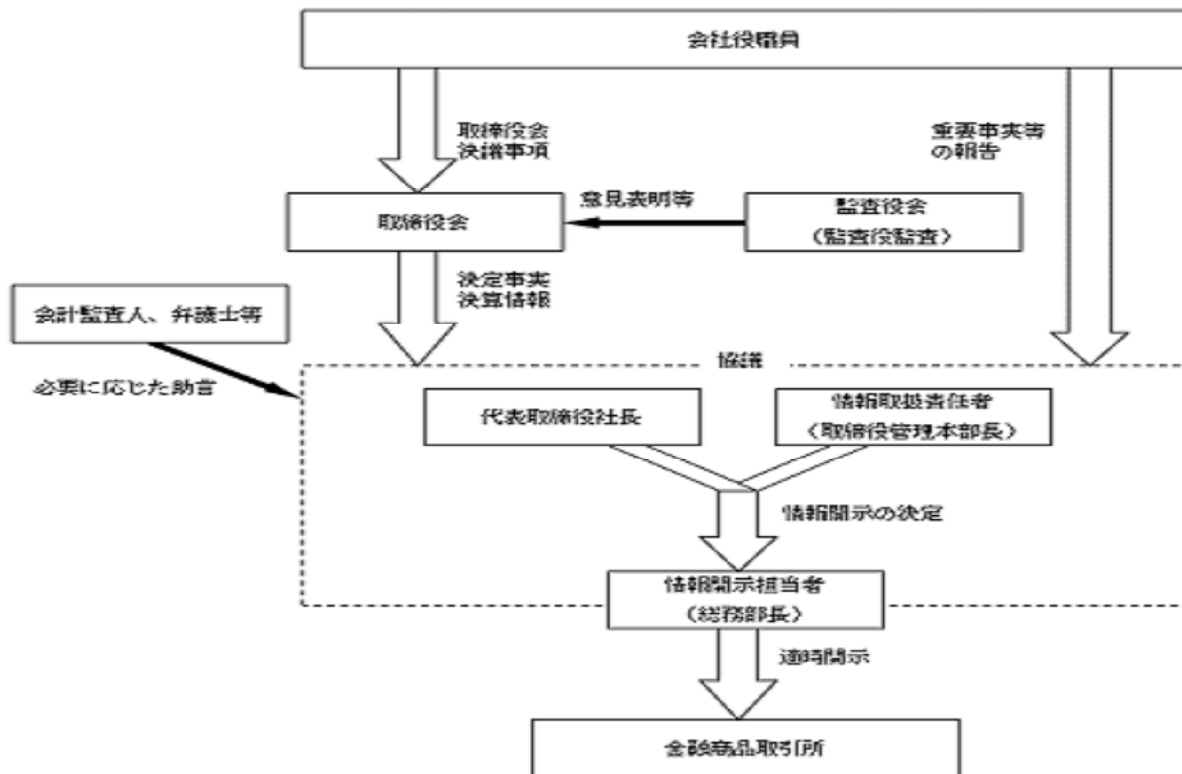 会社役職員
取締役会
決議事項
重要事実等
の報告
取締役会
意見表明等
監査役会
（監査役監査）
決定事実
決算情報
会計監査人、弁護士等
必要に応じた助言
協議
代表取締役社長
情報取扱責任者
（取締役管理本部長）
情報開示の決定
情報開示担当者
（総務部長）
適時開示
金融商品取引所